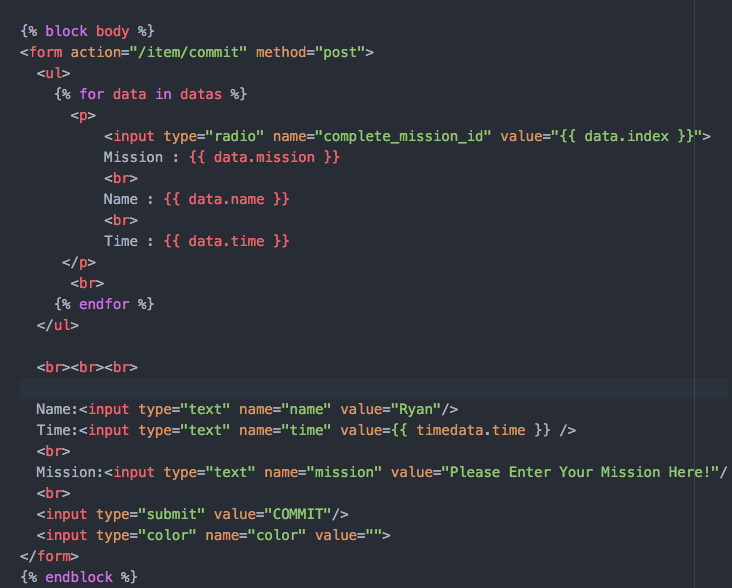 {% block body %}
<form action="/item/commit" method="post">
<ul>
{% for data in datas %}
<p>
<input type="radio" name="complete_mission_id" value="{{ data.index }}">
Mission : {{ data.mission }}
<br>
Name : {{ data.name }}
<br>
Time : {{ data.time }}
</p>
<br>
{% endfor %}
</ul>
<br><br><br>
Name:<input type="text" name="name" value="Ryan"/>
Time:<input type="text" name="time" value={{ timedata.time }} />
<br>
Mission:<input type="text" name="mission" value="Please Enter Your Mission Here!"/
<br>
<input type="submit" value="COMMIT"/>
<input type="color" name="color" value="">
</form>
{% endblock %}